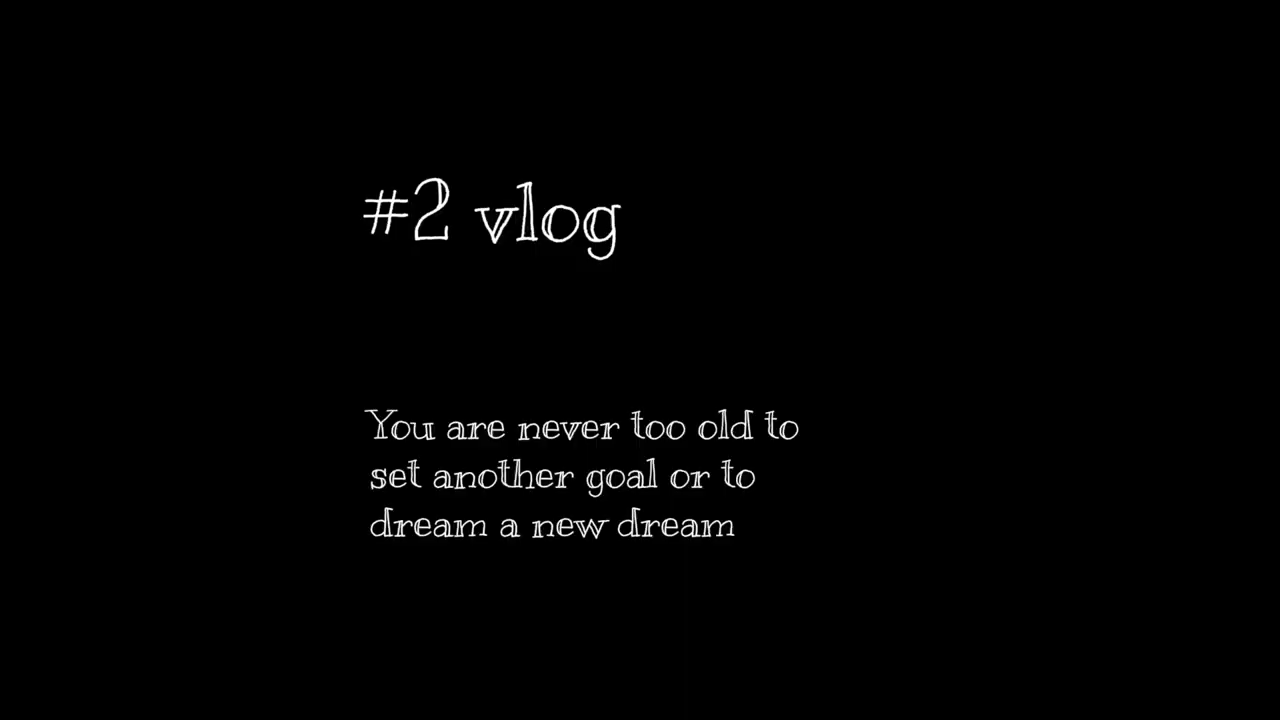 #2 vlog
You are never too old to
set another goal or to
dream a new dream